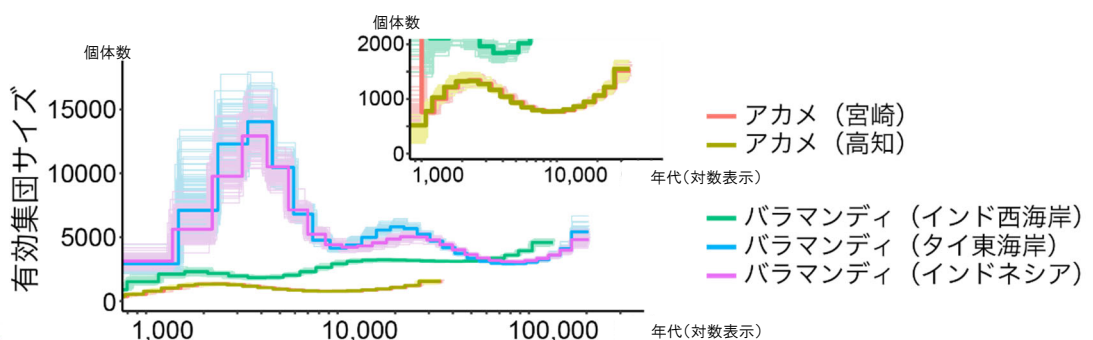 個体数
個体数
有効集団サイズ
15000
10000
5000
0
1,000
10,000
100,000
年代(対数表示)
2000
1000
0
1,000
10,000
年代(対数表示)
アカメ（宮崎）
アカメ（高知）
バラマンディ（インド西海岸）
バラマンディ（タイ東海岸）
バラマンディ（インドネシア）